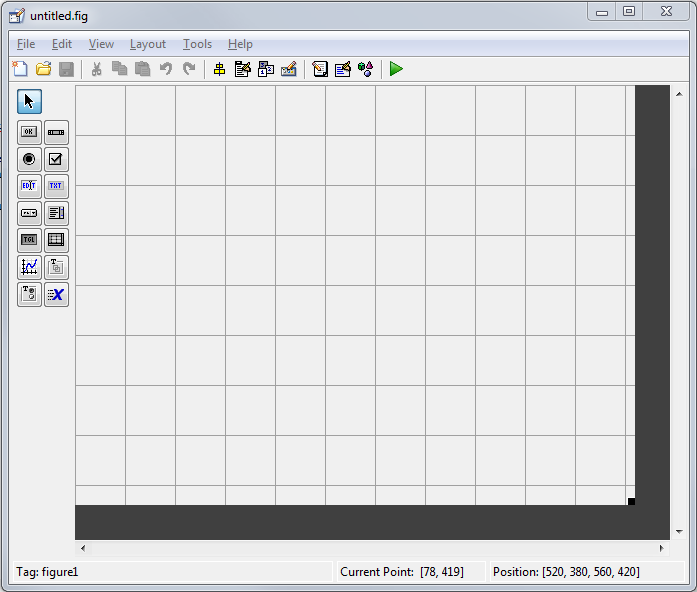 untitled.fig
File Edit View Layout Tools Help
OK
EDIT TXT
TGL
T
T
X
Tag: figure1 Current Point: [78, 419] Position: [520, 380, 560, 420]